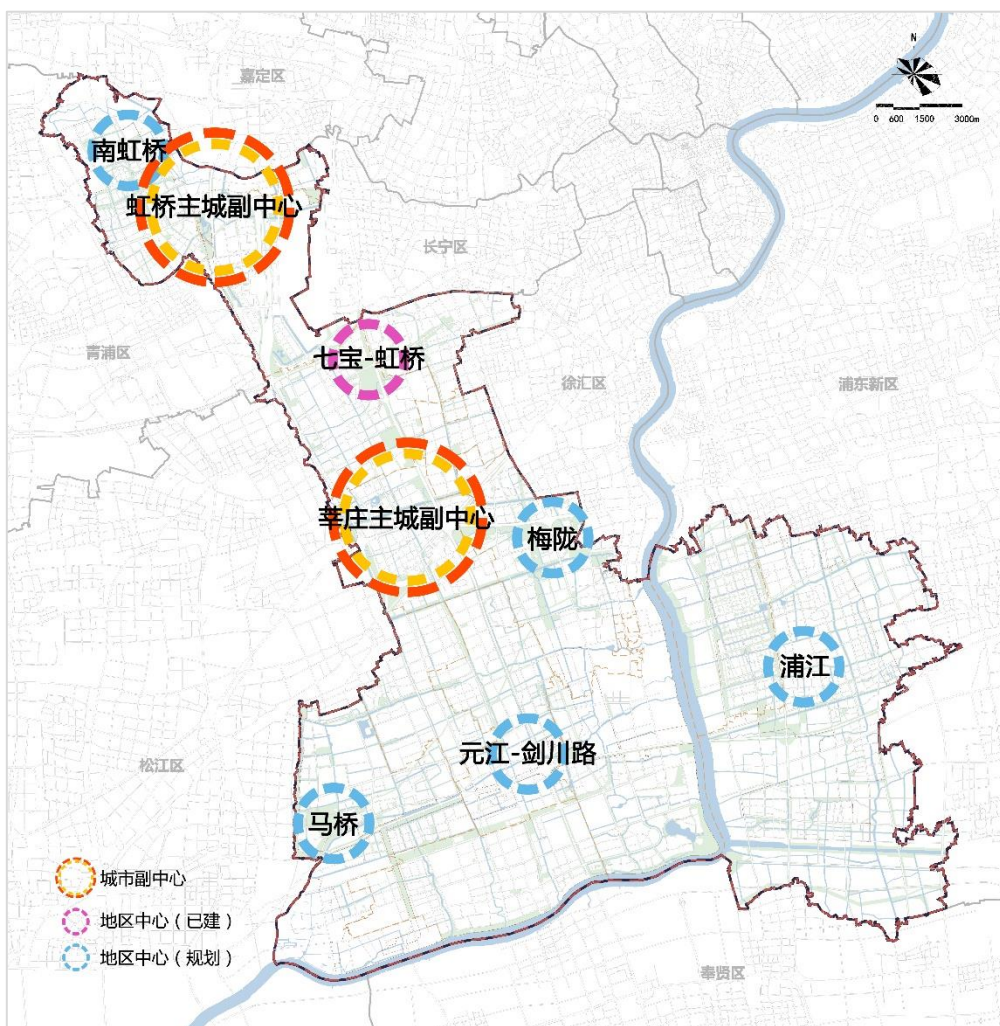 N
嘉定区
0 600 1500 3000m
南虹桥
虹桥主城副中心
长宁区
青浦区
七宝-虹桥
徐汇区
浦东新区
莘庄主城副中心
梅陇
浦江
元江-剑川路
松江区
马桥
城市副中心
地区中心（已建）
地区中心（规划）
奉贤区